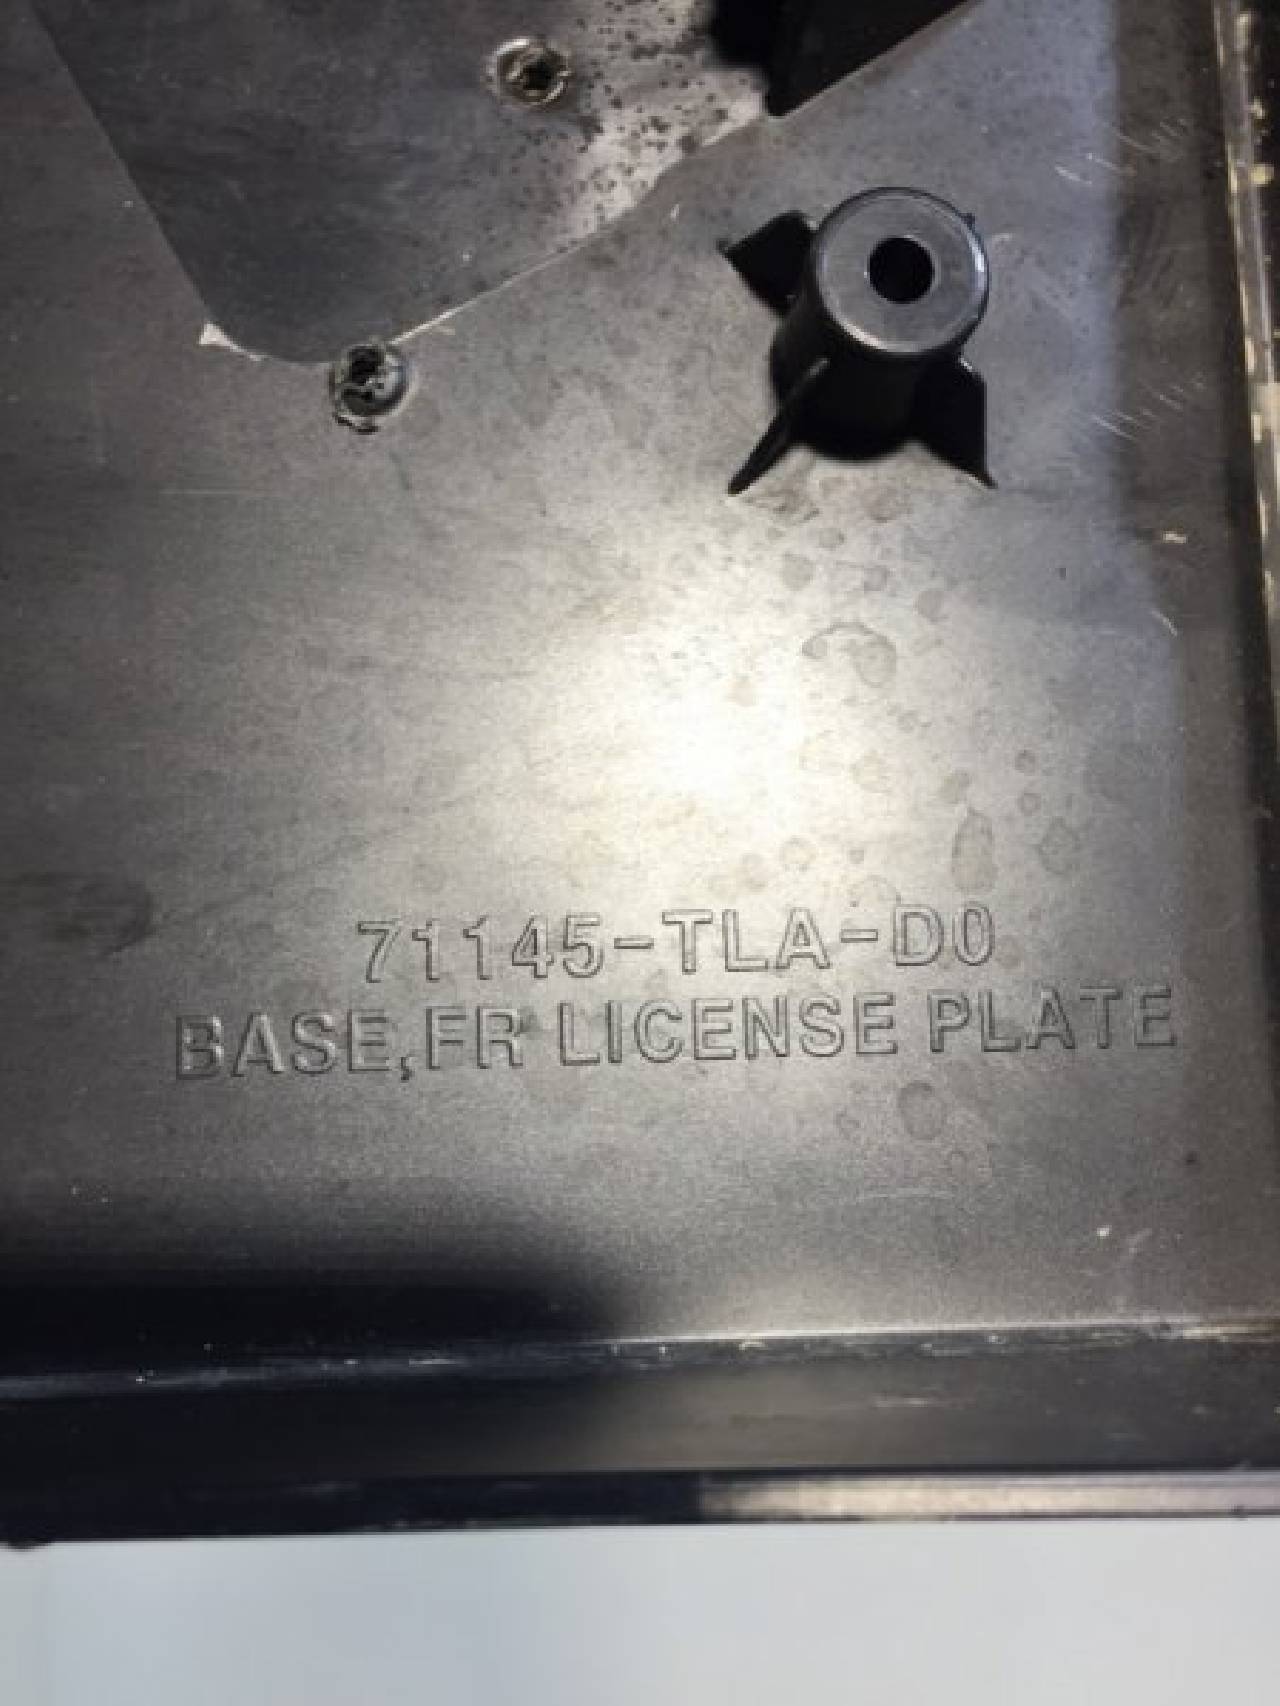 71145-TLA-D0
BASE,FR LICENSE PLATE